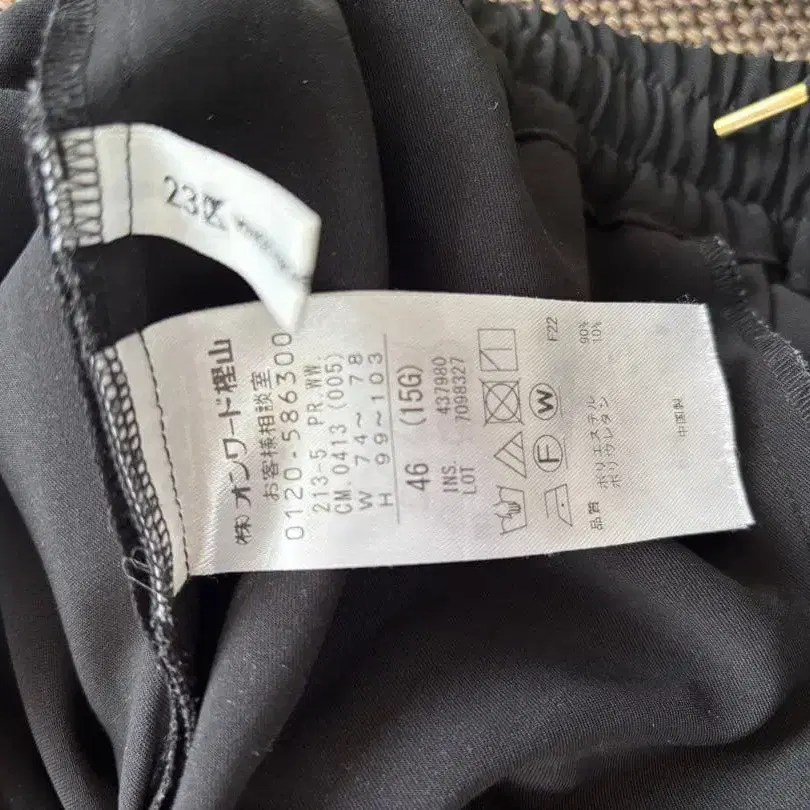 23区
(株)オンワード樫山
お客様相談室
0120-586300
213-5 PR.WW.
CM.0413 (005)
W 74～78
H 99～103
46 (15G)
INS. 437980
LOT 7098327
F W
F22
品質 ポリエステル 90%
ポリウレタン 10%
中国製